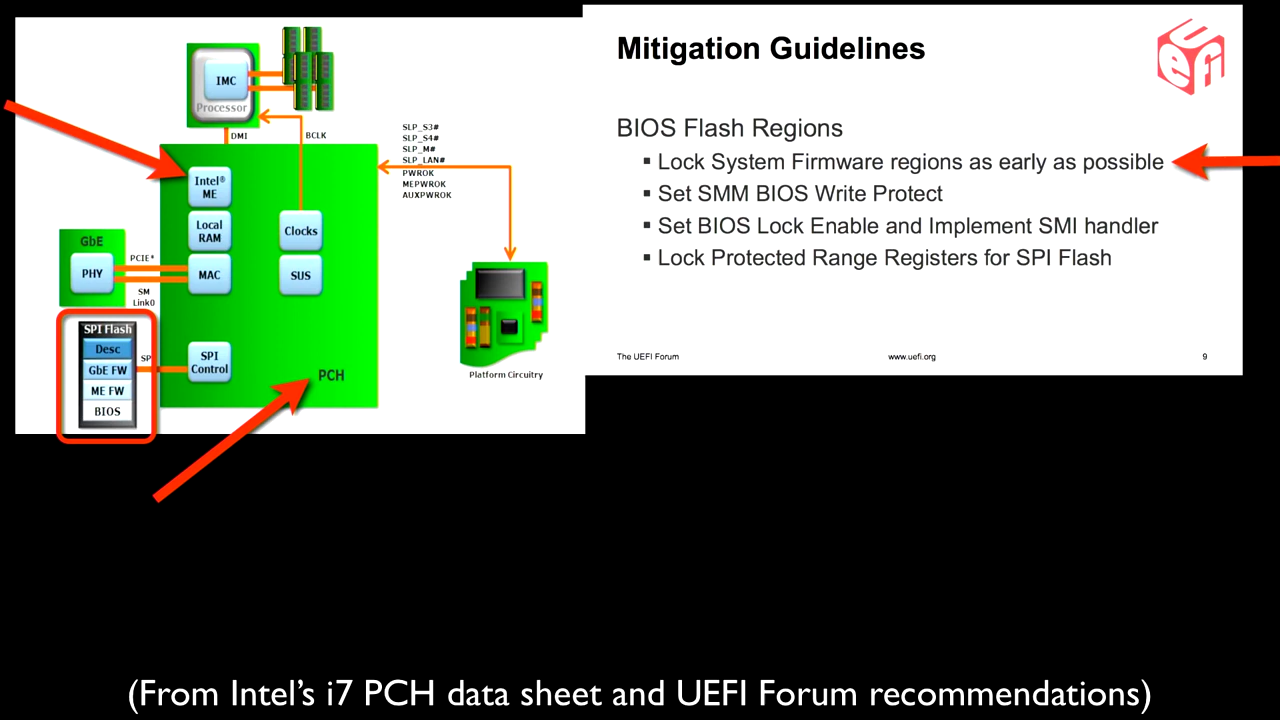 IMC
Processor
DMI
BCLK
SLP_S3#
SLP_S4#
SLP_M#
SLP_LAN#
PWROK
MEPWROK
AUXPWROK
Intel®
ME
Local
RAM
Clocks
GbE
PHY
PCIE*
SM
Link0
MAC
SUS
SPI Flash
Desc
GbE FW
ME FW
BIOS
SP
SPI
Control
PCH
Platform Circuitry
Mitigation Guidelines
UEFI
BIOS Flash Regions
▪ Lock System Firmware regions as early as possible
▪ Set SMM BIOS Write Protect
▪ Set BIOS Lock Enable and Implement SMI handler
▪ Lock Protected Range Registers for SPI Flash
The UEFI Forum
www.uefi.org
9
(From Intel’s i7 PCH data sheet and UEFI Forum recommendations)